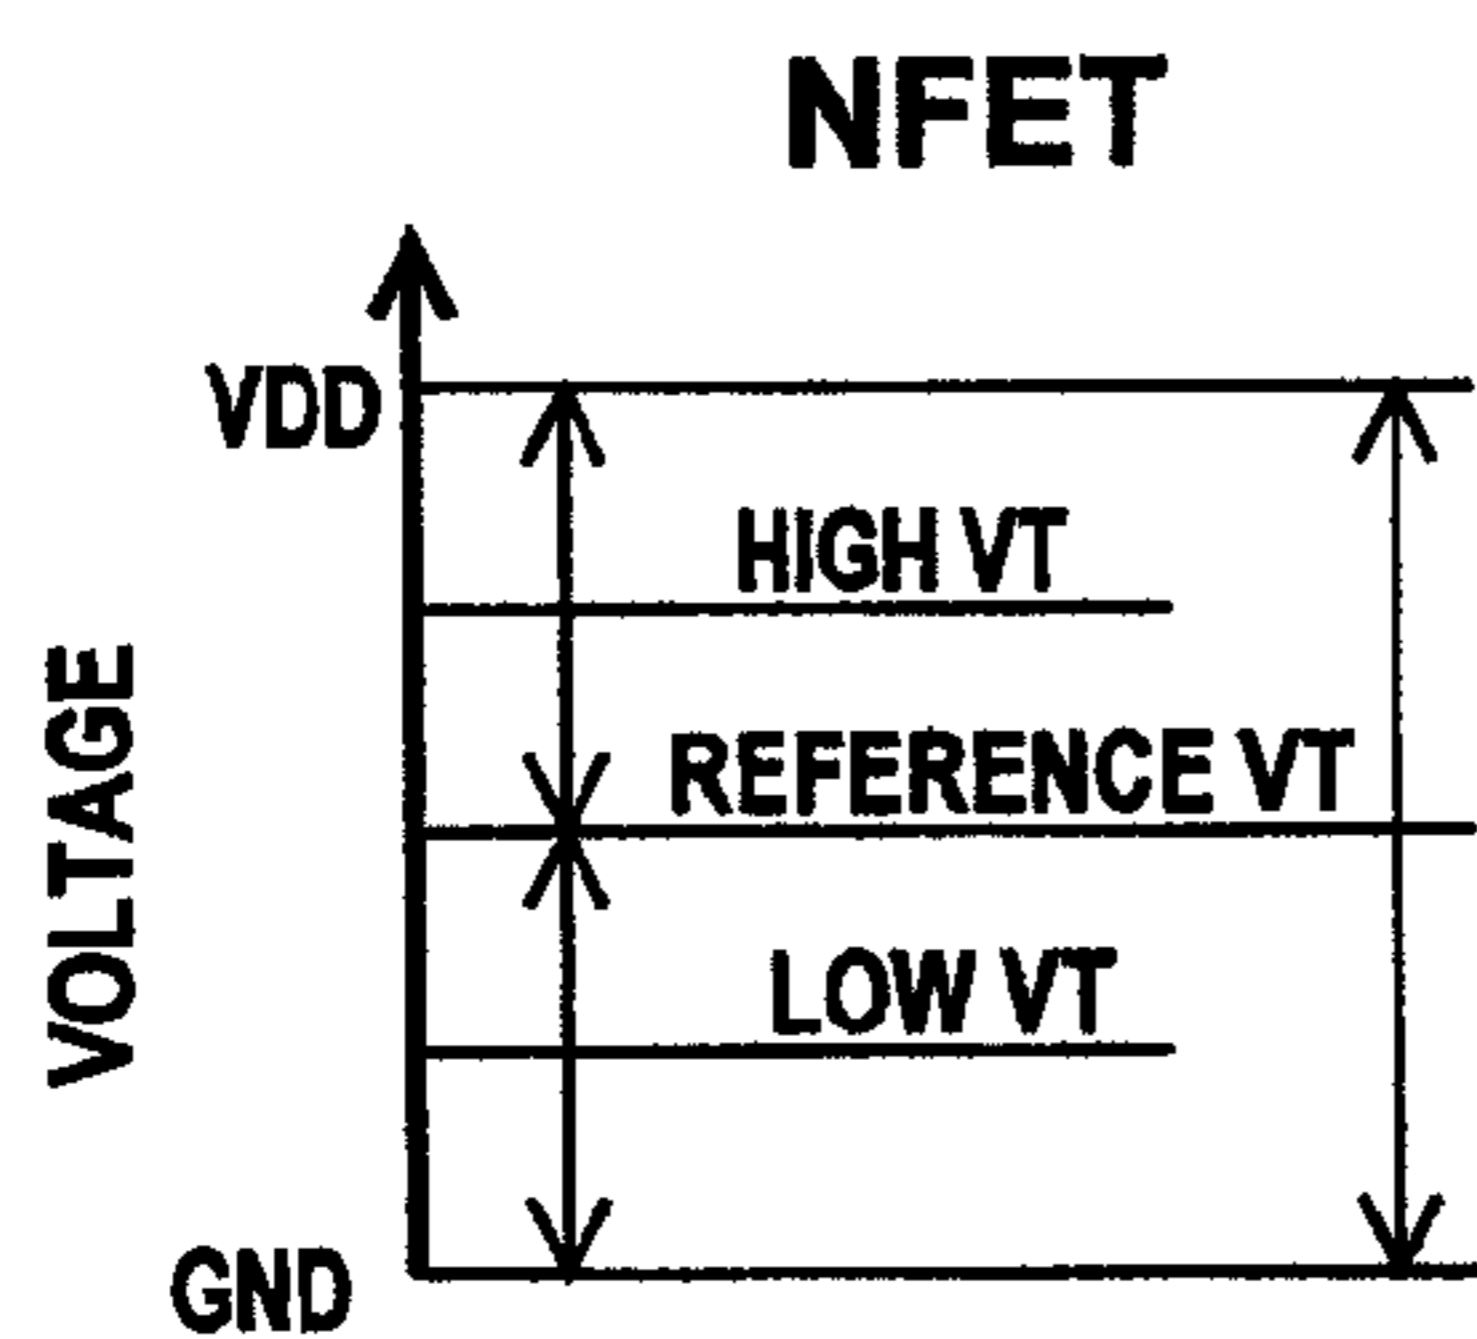 NFET
VDD
HIGH VT
REFERENCE VT
LOW VT
GND
VOLTAGE